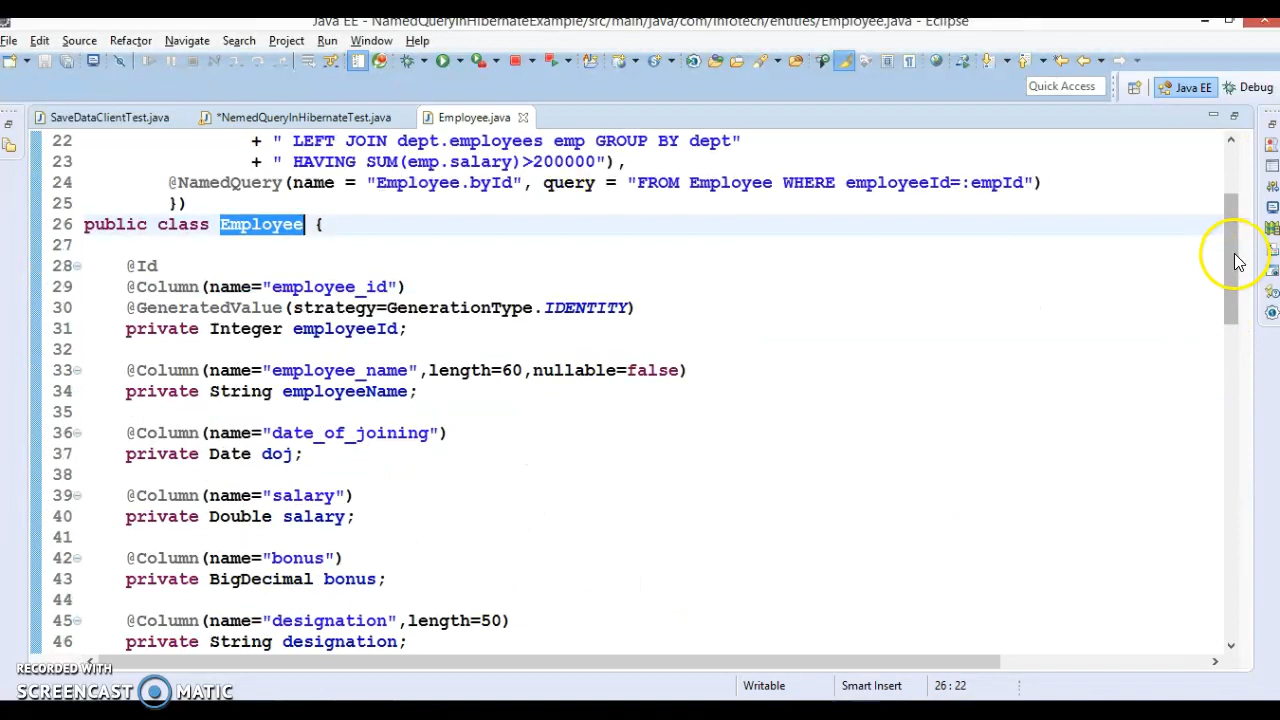 Java EE - NamedQueryInHibernateExample/src/main/java/com/infotech/entities/Employee.java - Eclipse
File Edit Source Refactor Navigate Search Project Run Window Help
Quick Access Java EE Debug
SaveDataClientTest.java *NemedQueryInHibernateTest.java Employee.java
22 + " LEFT JOIN dept.employees emp GROUP BY dept"
23 + " HAVING SUM(emp.salary)>200000"),
24 @NamedQuery(name = "Employee.byId", query = "FROM Employee WHERE employeeId=:empId")
25 })
26 public class Employee {
27
28 @Id
29 @Column(name="employee_id")
30 @GeneratedValue(strategy=GenerationType.IDENTITY)
31 private Integer employeeId;
32
33 @Column(name="employee_name",length=60,nullable=false)
34 private String employeeName;
35
36 @Column(name="date_of_joining")
37 private Date doj;
38
39 @Column(name="salary")
40 private Double salary;
41
42 @Column(name="bonus")
43 private BigDecimal bonus;
44
45 @Column(name="designation",length=50)
46 private String designation;
RECORDED WITH
SCREENCAST MATIC
Writable Smart Insert 26 : 22